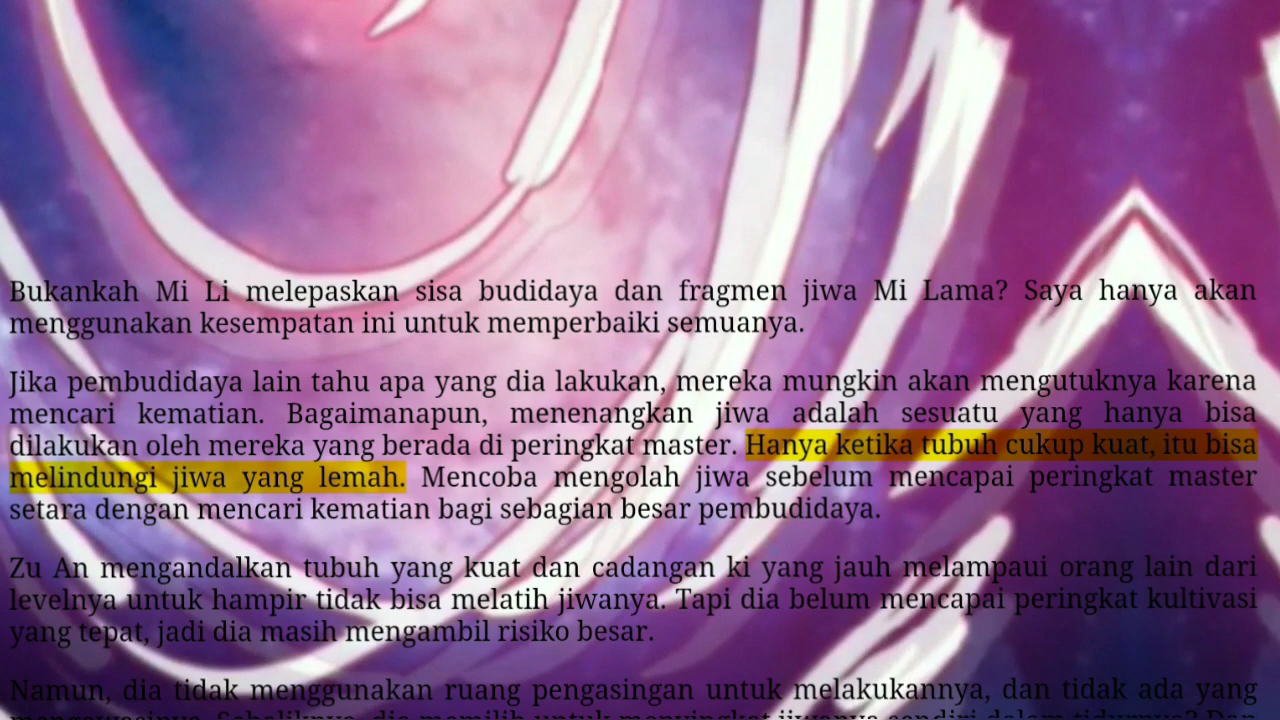 Bukankah Mi Li melepaskan sisa budidaya dan fragmen jiwa Mi Lama? Saya hanya akan
menggunakan kesempatan ini untuk memperbaiki semuanya.
Jika pembudidaya lain tahu apa yang dia lakukan, mereka mungkin akan mengutuknya karena
mencari kematian. Bagaimanapun, menenangkan jiwa adalah sesuatu yang hanya bisa
dilakukan oleh mereka yang berada di peringkat master. Hanya ketika tubuh cukup kuat, itu bisa
melindungi jiwa yang lemah. Mencoba mengolah jiwa sebelum mencapai peringkat master
setara dengan mencari kematian bagi sebagian besar pembudidaya.
Zu An mengandalkan tubuh yang kuat dan cadangan ki yang jauh melampaui orang lain dari
levelnya untuk hampir tidak bisa melatih jiwanya. Tapi dia belum mencapai peringkat kultivasi
yang tepat, jadi dia masih mengambil risiko besar.
Namun, dia tidak menggunakan ruang pengasingan untuk melakukannya, dan tidak ada yang